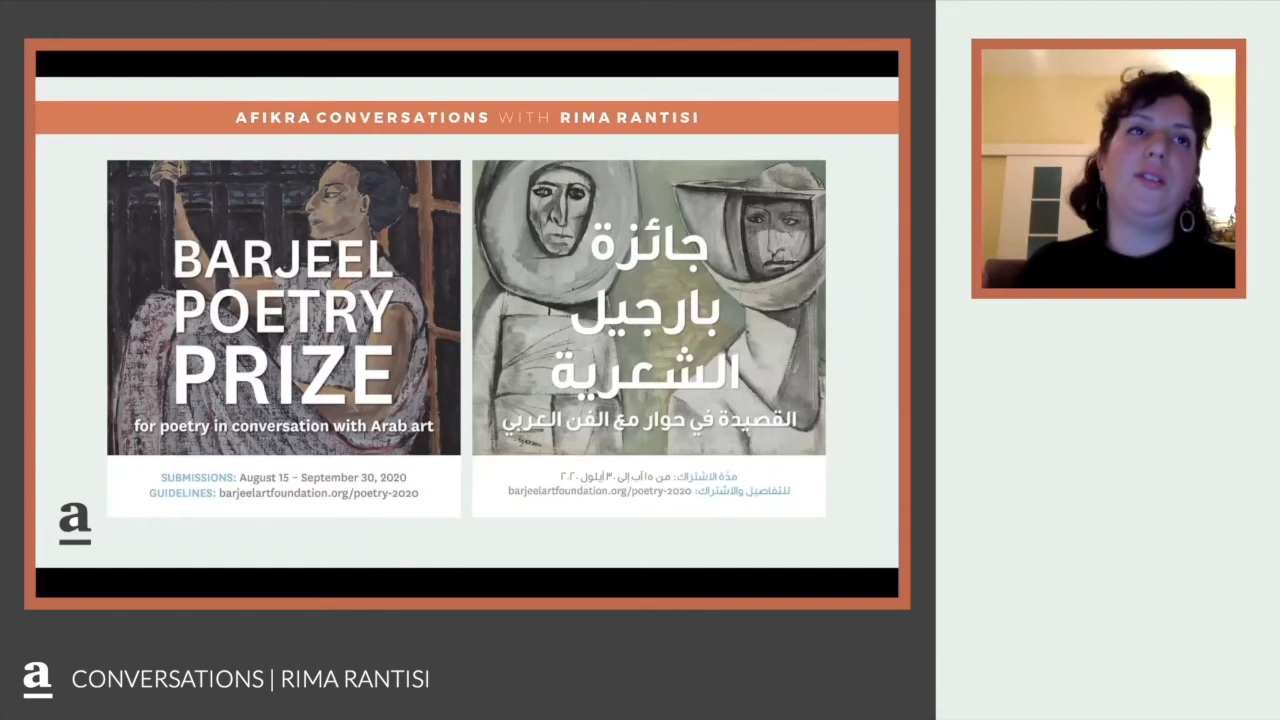 AFIKRA CONVERSATIONS WITH RIMA RANTISI
BARJEEL
POETRY
PRIZE
for poetry in conversation with Arab art
SUBMISSIONS: August 15 – September 30, 2020
GUIDELINES: barjeelartfoundation.org/poetry-2020
جائزة
بارجيل
الشعرية
القصيدة في حوار مع الفن العربي
مدّة الاشتراك: من ١٥ آب إلى ٣٠ أيلول ٢٠٢٠
للتفاصيل والاشتراك: barjeelartfoundation.org/poetry-2020
a
a CONVERSATIONS | RIMA RANTISI